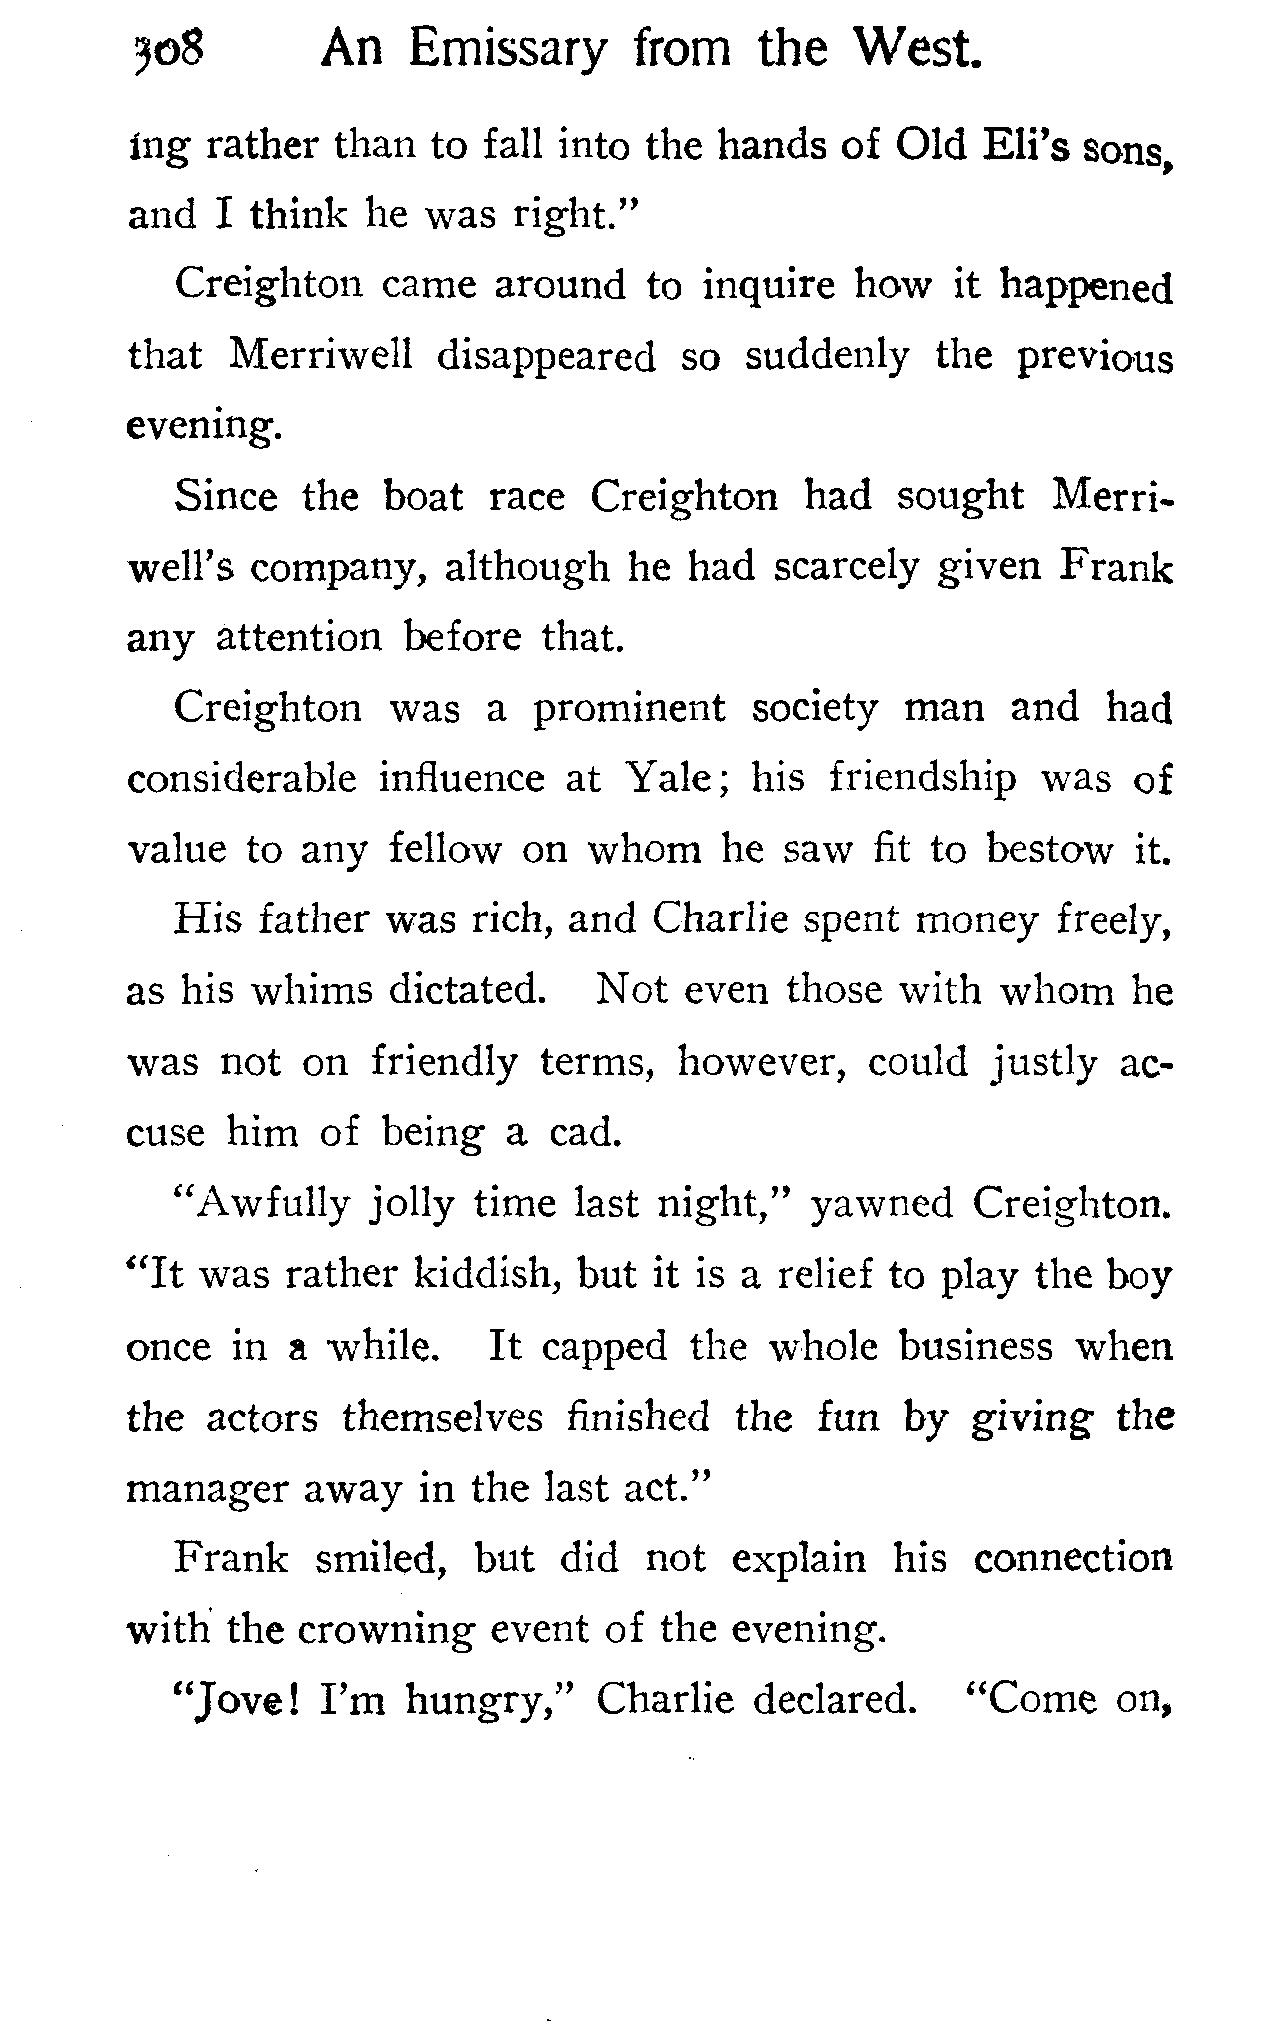 308 An Emissary from the West.
ing rather than to fall into the hands of Old Eli's sons,
and I think he was right."
Creighton came around to inquire how it happened
that Merriwell disappeared so suddenly the previous
evening.
Since the boat race Creighton had sought Merri-
well's company, although he had scarcely given Frank
any attention before that.
Creighton was a prominent society man and had
considerable influence at Yale; his friendship was of
value to any fellow on whom he saw fit to bestow it.
His father was rich, and Charlie spent money freely,
as his whims dictated. Not even those with whom he
was not on friendly terms, however, could justly ac-
cuse him of being a cad.
"Awfully jolly time last night," yawned Creighton.
"It was rather kiddish, but it is a relief to play the boy
once in a while. It capped the whole business when
the actors themselves finished the fun by giving the
manager away in the last act."
Frank smiled, but did not explain his connection
with the crowning event of the evening.
"Jove! I'm hungry," Charlie declared. "Come on,